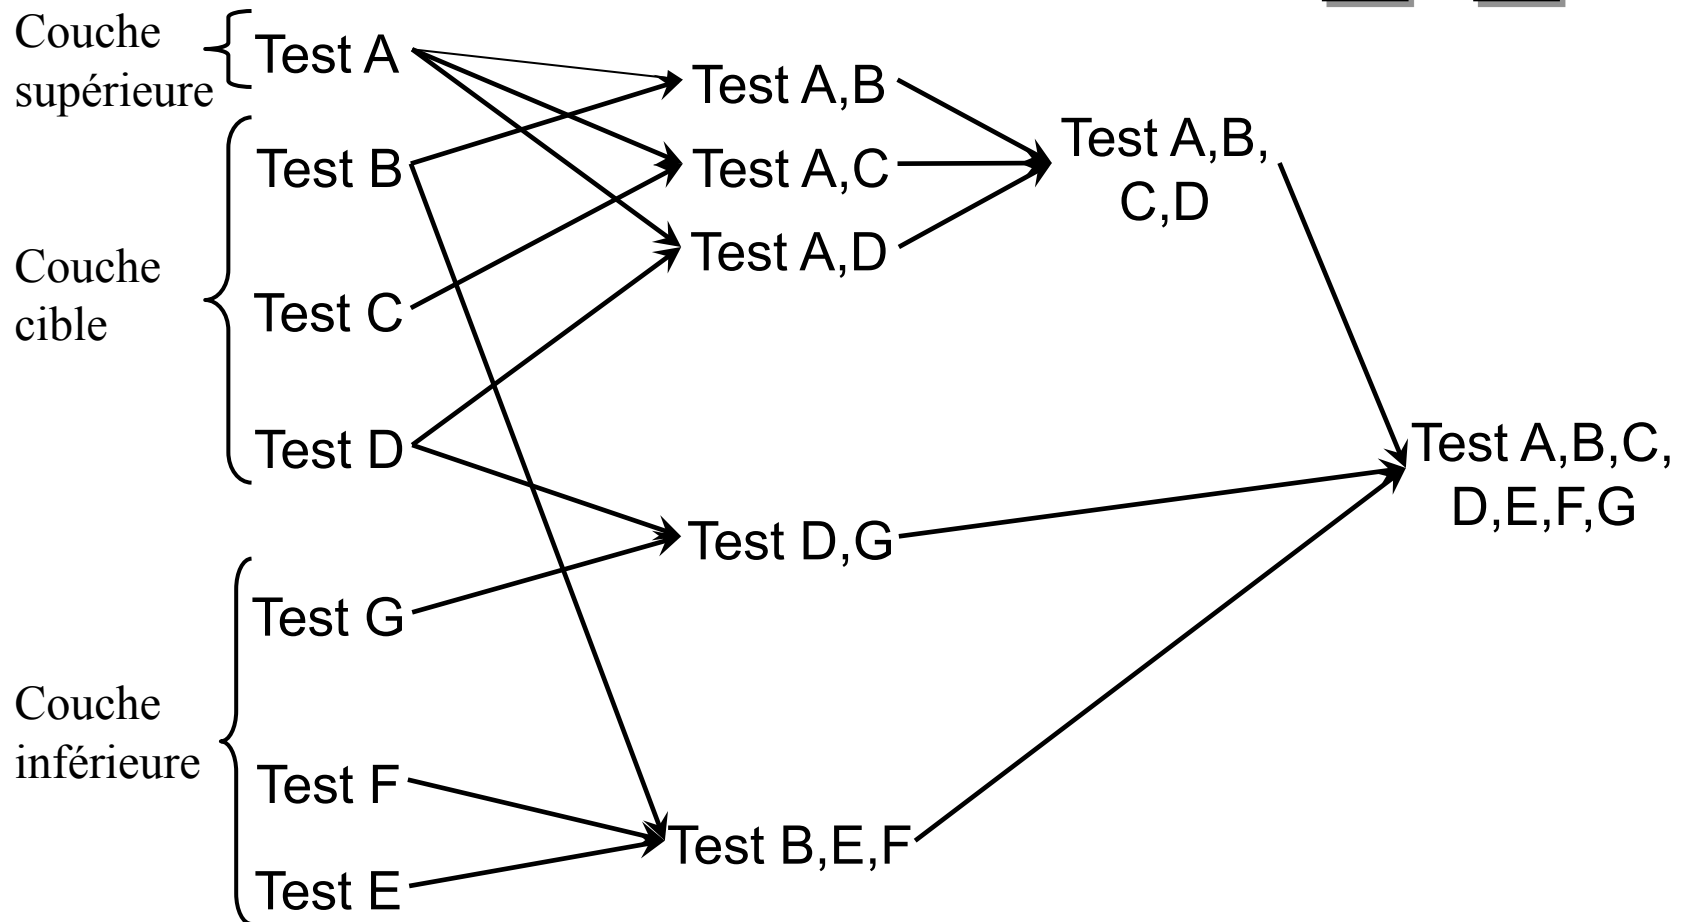 Couche
supérieure
Test A
Test A,B
Test A,B,
C,D
Test B
Test A,C
Test A,D
Couche
cible
Test C
Test D
Test A,B,C,
D,E,F,G
Test D,G
Test G
Couche
inférieure
Test F
Test B,E,F
Test E